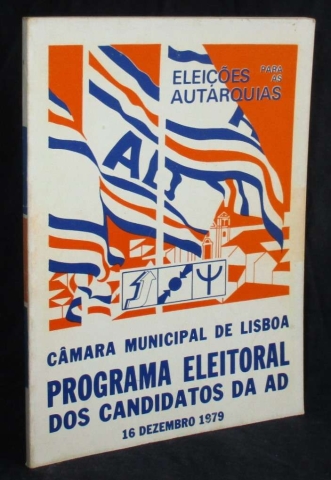 ELEIÇÕES PARA AS
AUTÁRQUIAS
AD
A
CÂMARA MUNICIPAL DE LISBOA
PROGRAMA ELEITORAL
DOS CANDIDATOS DA AD
16 DEZEMBRO 1979